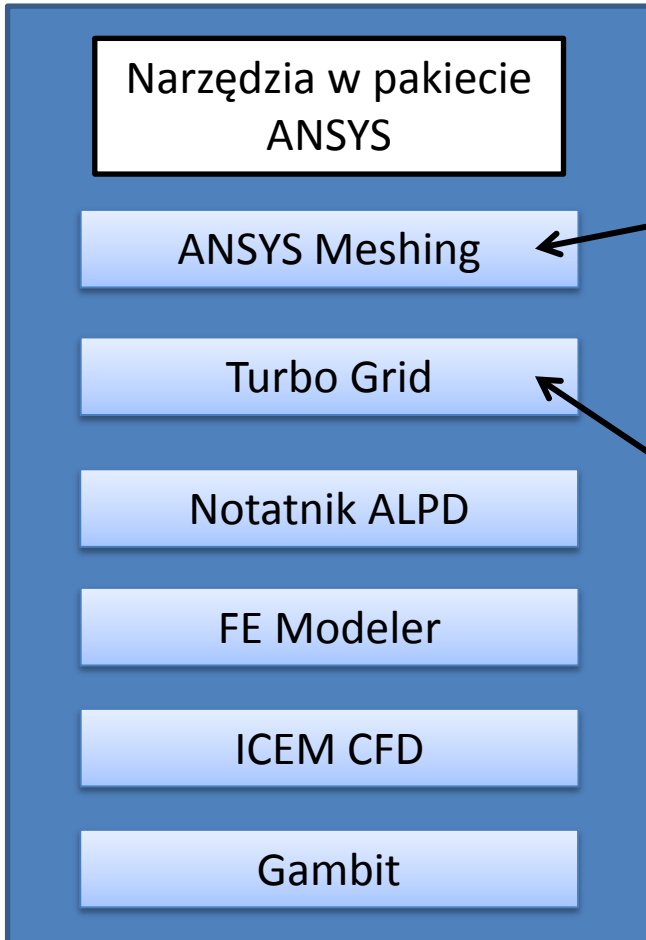 Narzędzia w pakiecie
ANSYS
ANSYS Meshing
Turbo Grid
Notatnik ALPD
FE Modeler
ICEM CFD
Gambit